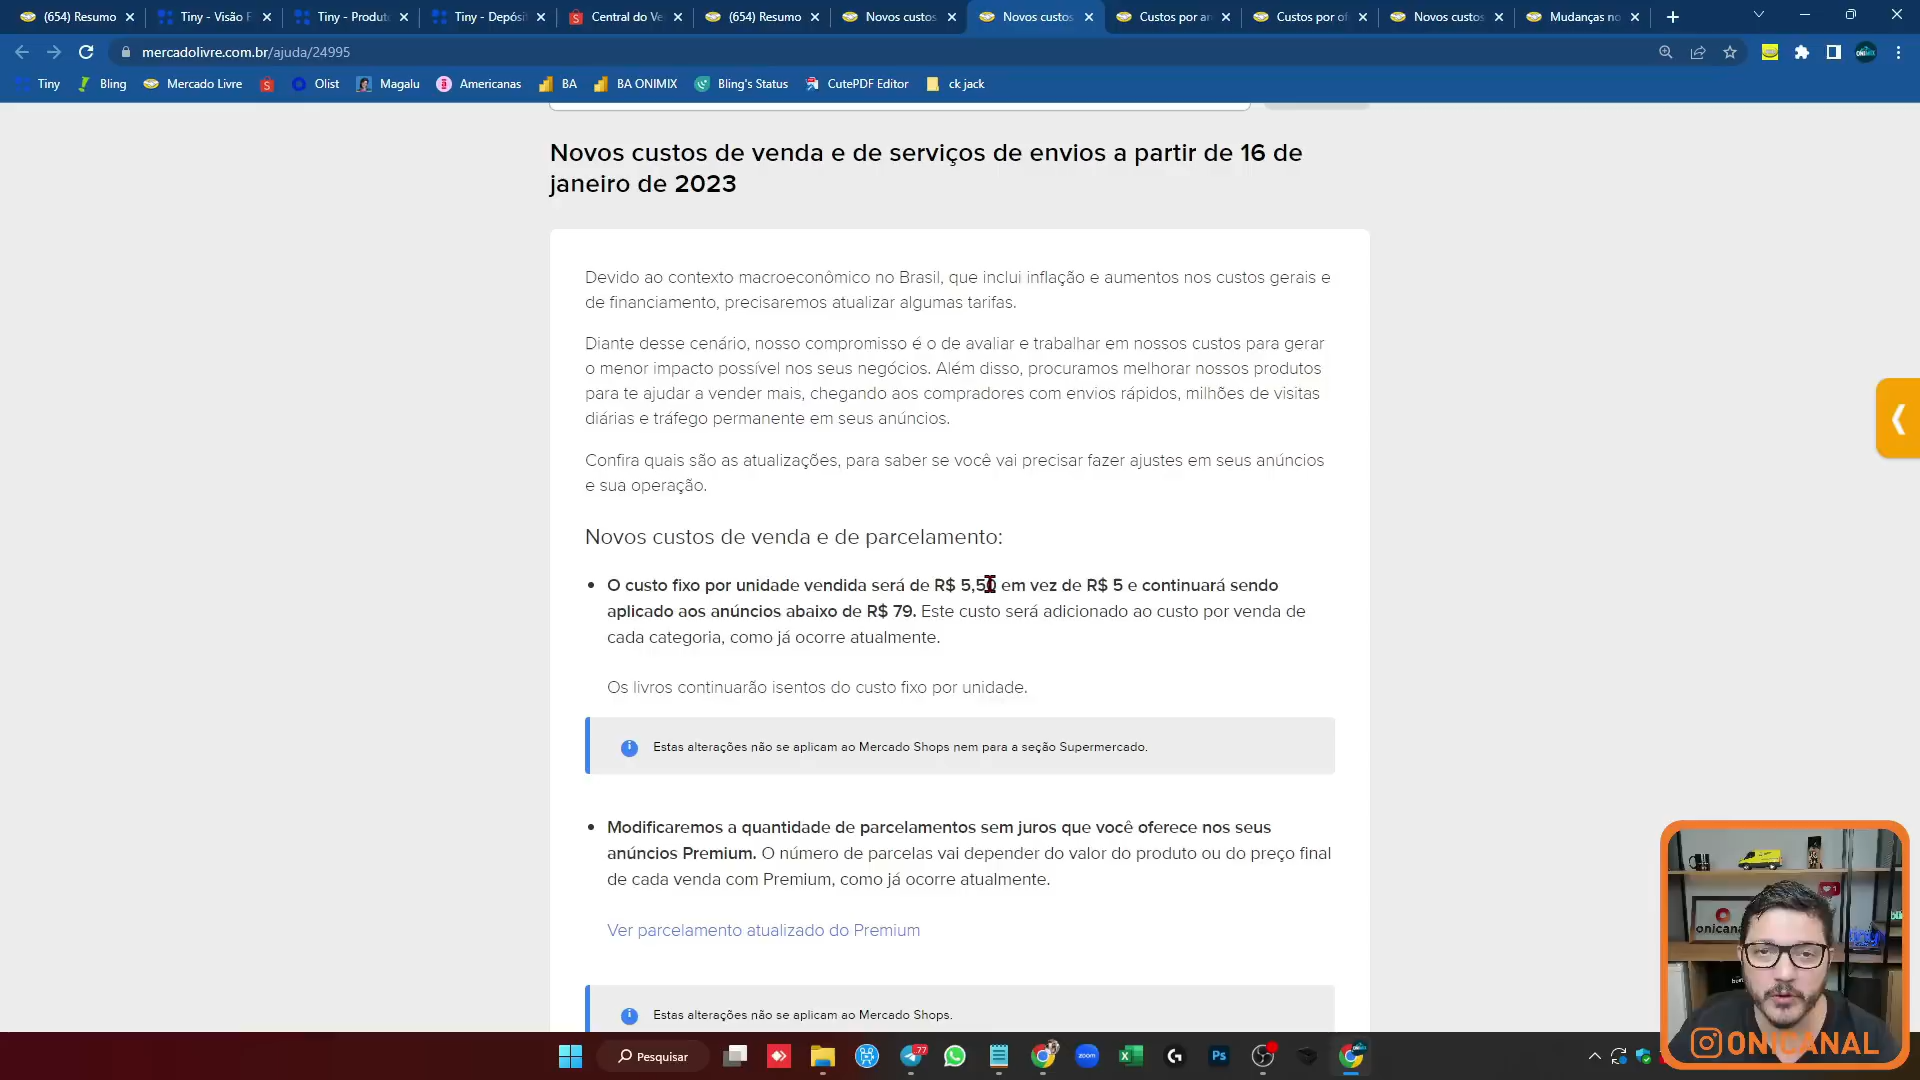 (654) Resumo
Tiny - Visão
Tiny - Produt
Tiny - Depósi
Central do Ve
(654) Resumo
Novos custos
Novos custos
Custos por an
Custos por of
Novos custos
Mudanças no
mercadolivre.com.br/ajuda/24995
Tiny
Bling
Mercado Livre
Olist
Magalu
Americanas
BA
BA ONIMIX
Bling's Status
CutePDF Editor
ck jack
Novos custos de venda e de serviços de envios a partir de 16 de
janeiro de 2023
Devido ao contexto macroeconômico no Brasil, que inclui inflação e aumentos nos custos gerais e
de financiamento, precisaremos atualizar algumas tarifas.
Diante desse cenário, nosso compromisso é o de avaliar e trabalhar em nossos custos para gerar
o menor impacto possível nos seus negócios. Além disso, procuramos melhorar nossos produtos
para te ajudar a vender mais, chegando aos compradores com envios rápidos, milhões de visitas
diárias e tráfego permanente em seus anúncios.
Confira quais são as atualizações, para saber se você vai precisar fazer ajustes em seus anúncios
e sua operação.
Novos custos de venda e de parcelamento:
• O custo fixo por unidade vendida será de R$ 5,50 em vez de R$ 5 e continuará sendo
aplicado aos anúncios abaixo de R$ 79. Este custo será adicionado ao custo por venda de
cada categoria, como já ocorre atualmente.
Os livros continuarão isentos do custo fixo por unidade.
Estas alterações não se aplicam ao Mercado Shops nem para a seção Supermercado.
• Modificaremos a quantidade de parcelamentos sem juros que você oferece nos seus
anúncios Premium. O número de parcelas vai depender do valor do produto ou do preço final
de cada venda com Premium, como já ocorre atualmente.
Ver parcelamento atualizado do Premium
Estas alterações não se aplicam ao Mercado Shops.
onicana
ONICANAL
Pesquisar
77
zoom
Ps